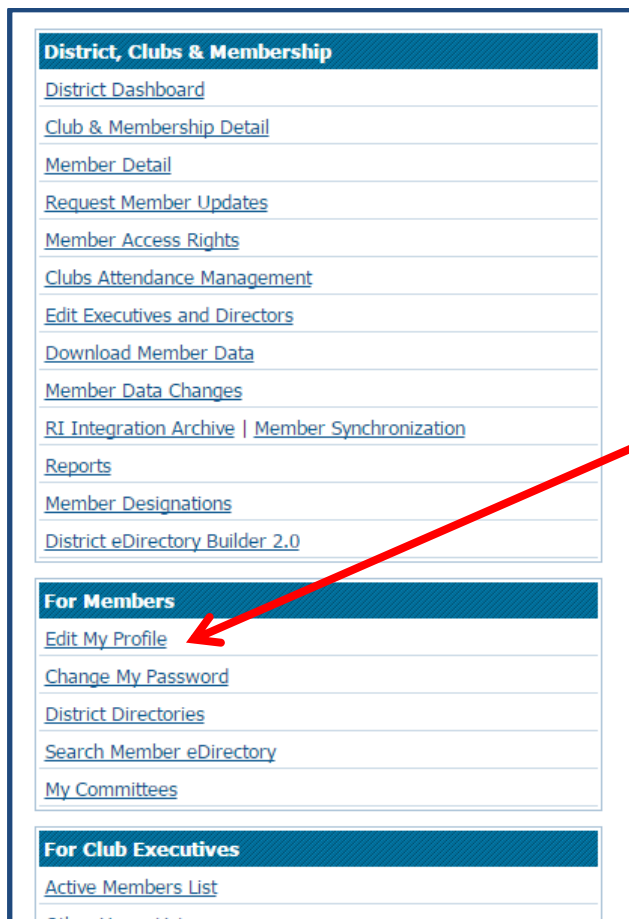 District, Clubs & Membership
District Dashboard
Club & Membership Detail
Member Detail
Request Member Updates
Member Access Rights
Clubs Attendance Management
Edit Executives and Directors
Download Member Data
Member Data Changes
RI Integration Archive | Member Synchronization
Reports
Member Designations
District eDirectory Builder 2.0
For Members
Edit My Profile
Change My Password
District Directories
Search Member eDirectory
My Committees
For Club Executives
Active Members List